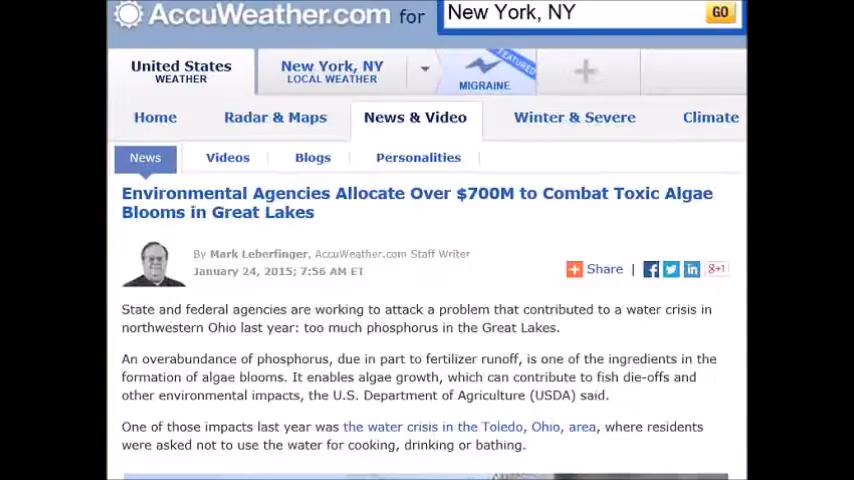 AccuWeather.com for New York, NY GO
United States New York, NY FEATURED
WEATHER LOCAL WEATHER MIGRAINE
Home Radar & Maps News & Video Winter & Severe Climate
News Videos Blogs Personalities
Environmental Agencies Allocate Over $700M to Combat Toxic Algae
Blooms in Great Lakes
By Mark Leberfinger, AccuWeather.com Staff Writer
January 24, 2015; 7:56 AM ET
Share | f in g+1
State and federal agencies are working to attack a problem that contributed to a water crisis in
northwestern Ohio last year: too much phosphorus in the Great Lakes.
An overabundance of phosphorus, due in part to fertilizer runoff, is one of the ingredients in the
formation of algae blooms. It enables algae growth, which can contribute to fish die-offs and
other environmental impacts, the U.S. Department of Agriculture (USDA) said.
One of those impacts last year was the water crisis in the Toledo, Ohio, area, where residents
were asked not to use the water for cooking, drinking or bathing.